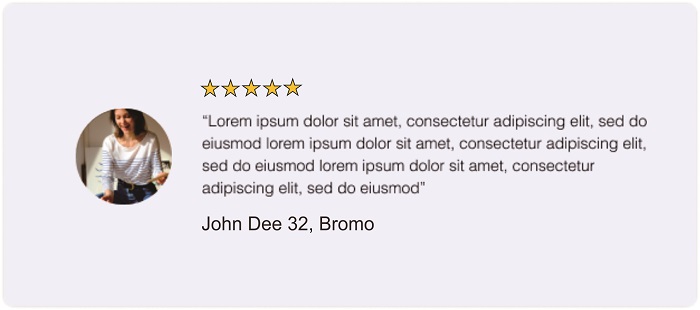 “Lorem ipsum dolor sit amet, consectetur adipiscing elit, sed do
eiusmod lorem ipsum dolor sit amet, consectetur adipiscing elit,
sed do eiusmod lorem ipsum dolor sit amet, consectetur
adipiscing elit, sed do eiusmod”
John Dee 32, Bromo